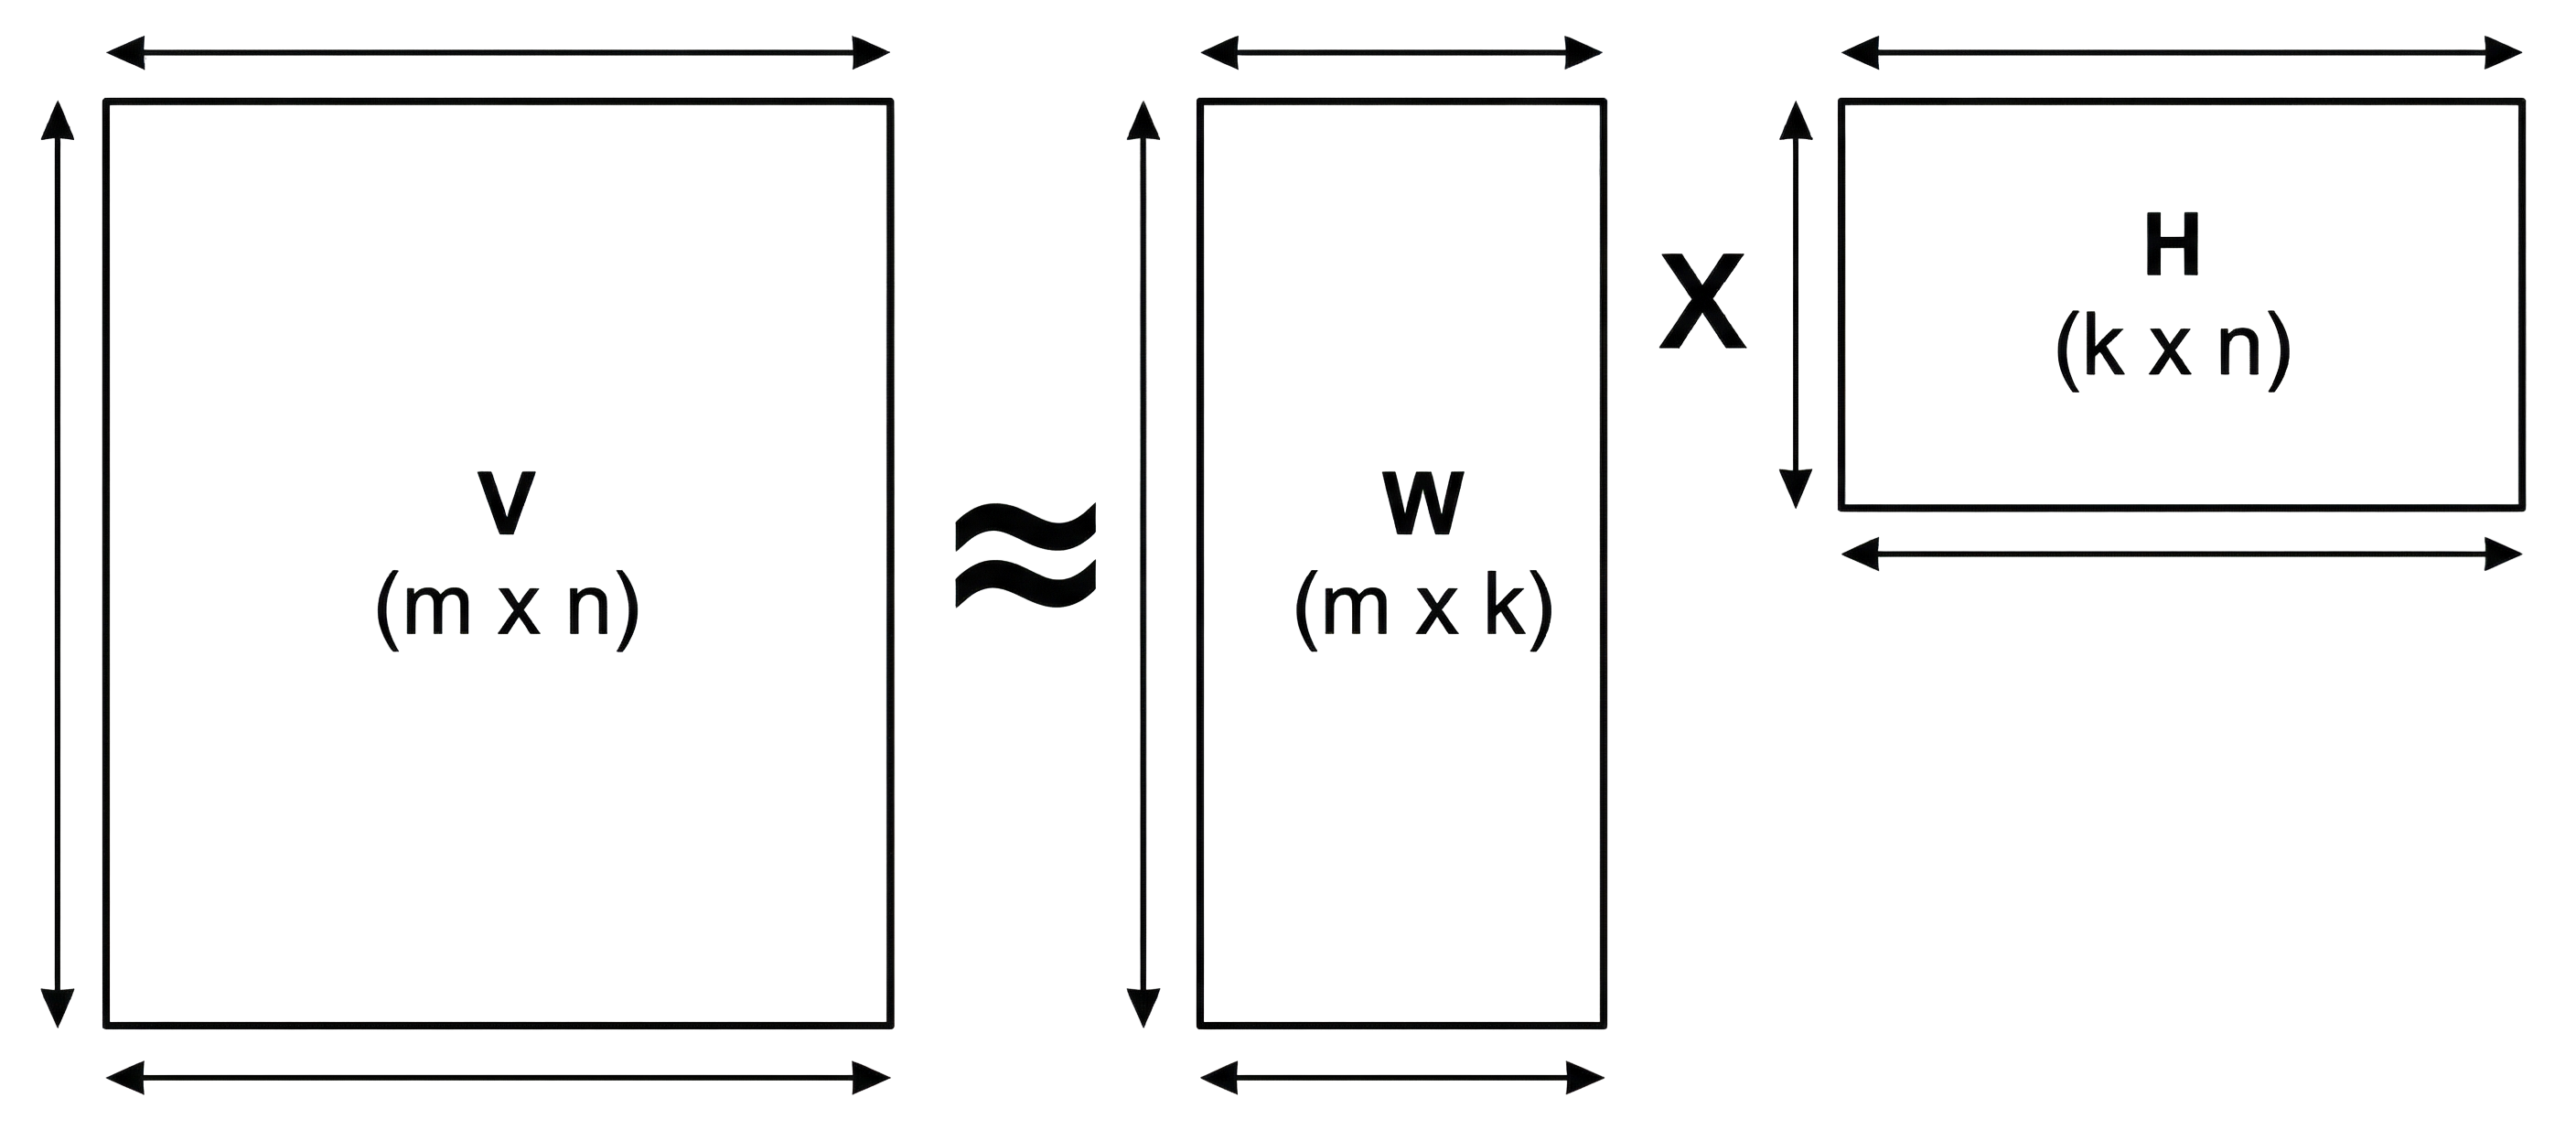 V
(m x n)
≈
W
(m x k)
X
H
(k x n)